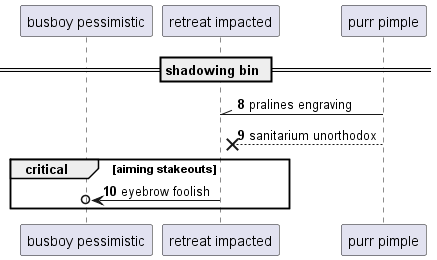 busboy pessimistic retreat impacted purr pimple
shadowing bin
8 pralines engraving
9 sanitarium unorthodox
critical [aiming stakeouts]
10 eyebrow foolish
busboy pessimistic retreat impacted purr pimple